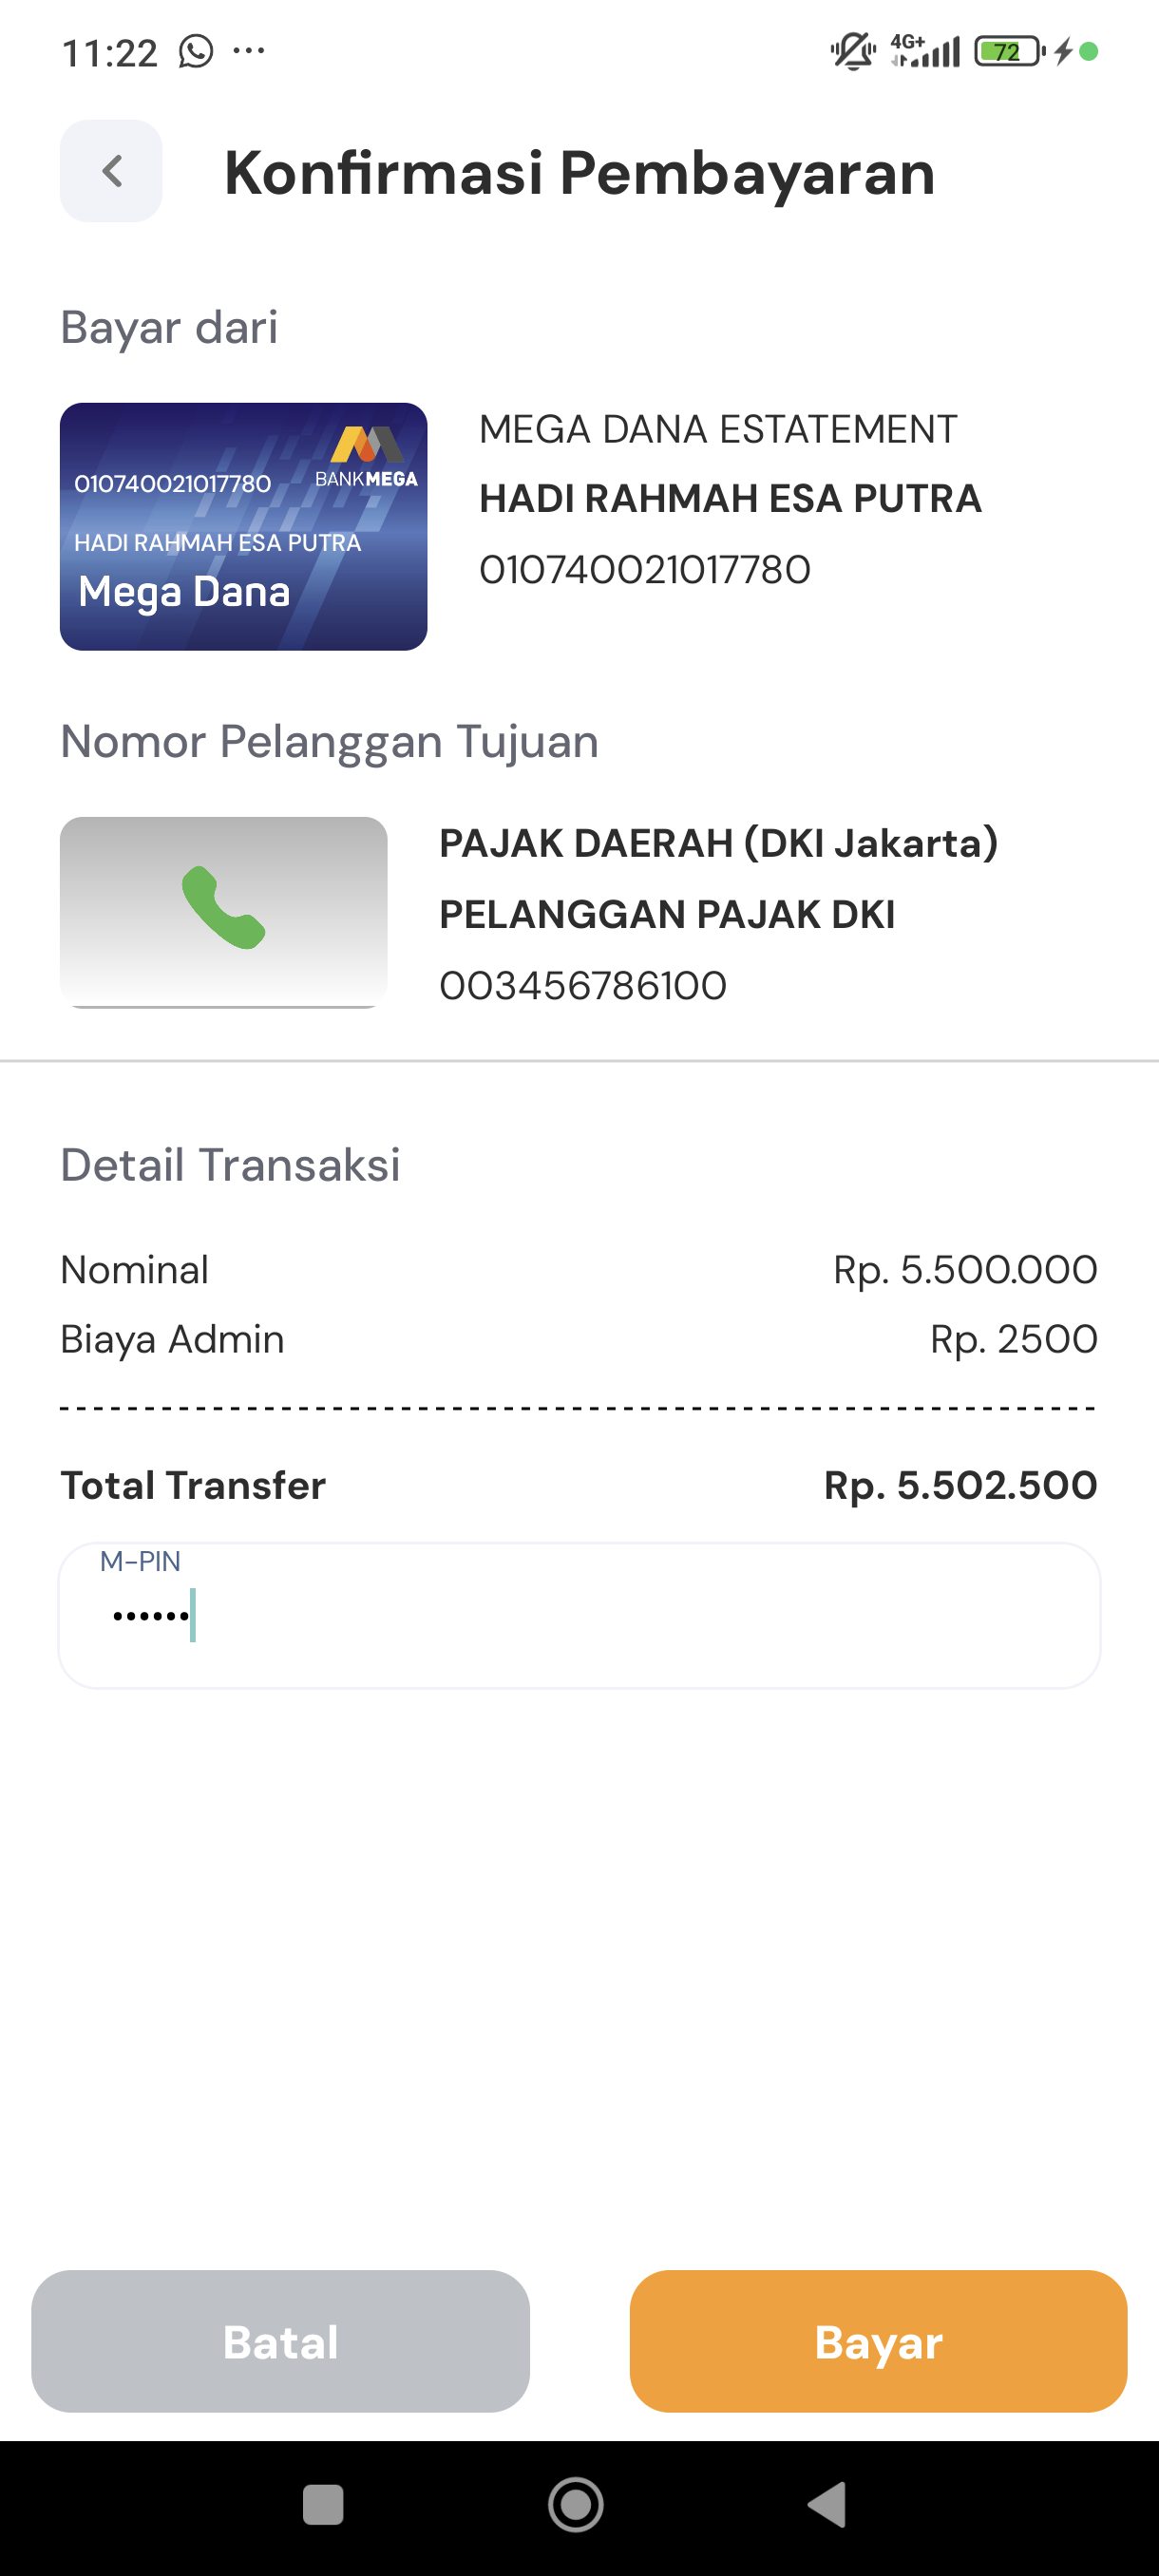 11:22
4G+
72
Konfirmasi Pembayaran
Bayar dari
010740021017780
BANK MEGA
HADI RAHMAH ESA PUTRA
Mega Dana
MEGA DANA ESTATEMENT
HADI RAHMAH ESA PUTRA
010740021017780
Nomor Pelanggan Tujuan
PAJAK DAERAH (DKI Jakarta)
PELANGGAN PAJAK DKI
003456786100
Detail Transaksi
Nominal Rp. 5.500.000
Biaya Admin Rp. 2500
Total Transfer Rp. 5.502.500
M-PIN
••••••
Batal
Bayar